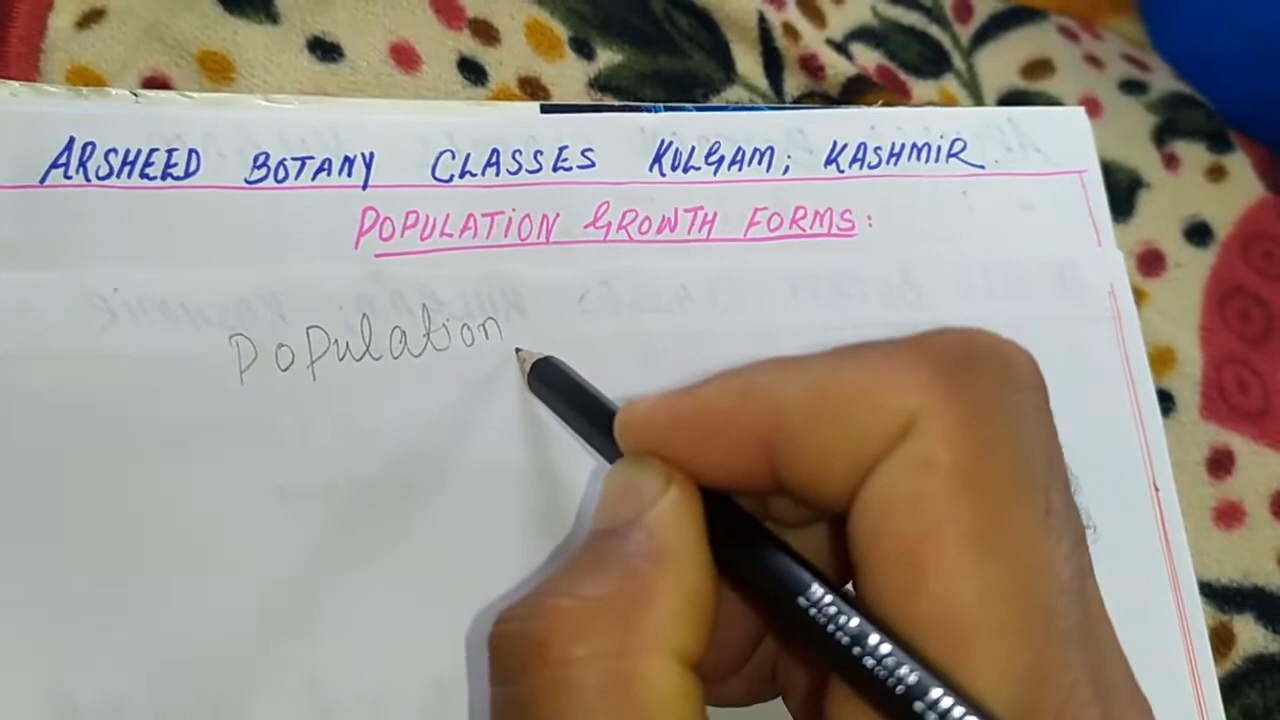 ARSHEED BOTANY CLASSES KULGAM; KASHMIR.
POPULATION GROWTH FORMS:
Population